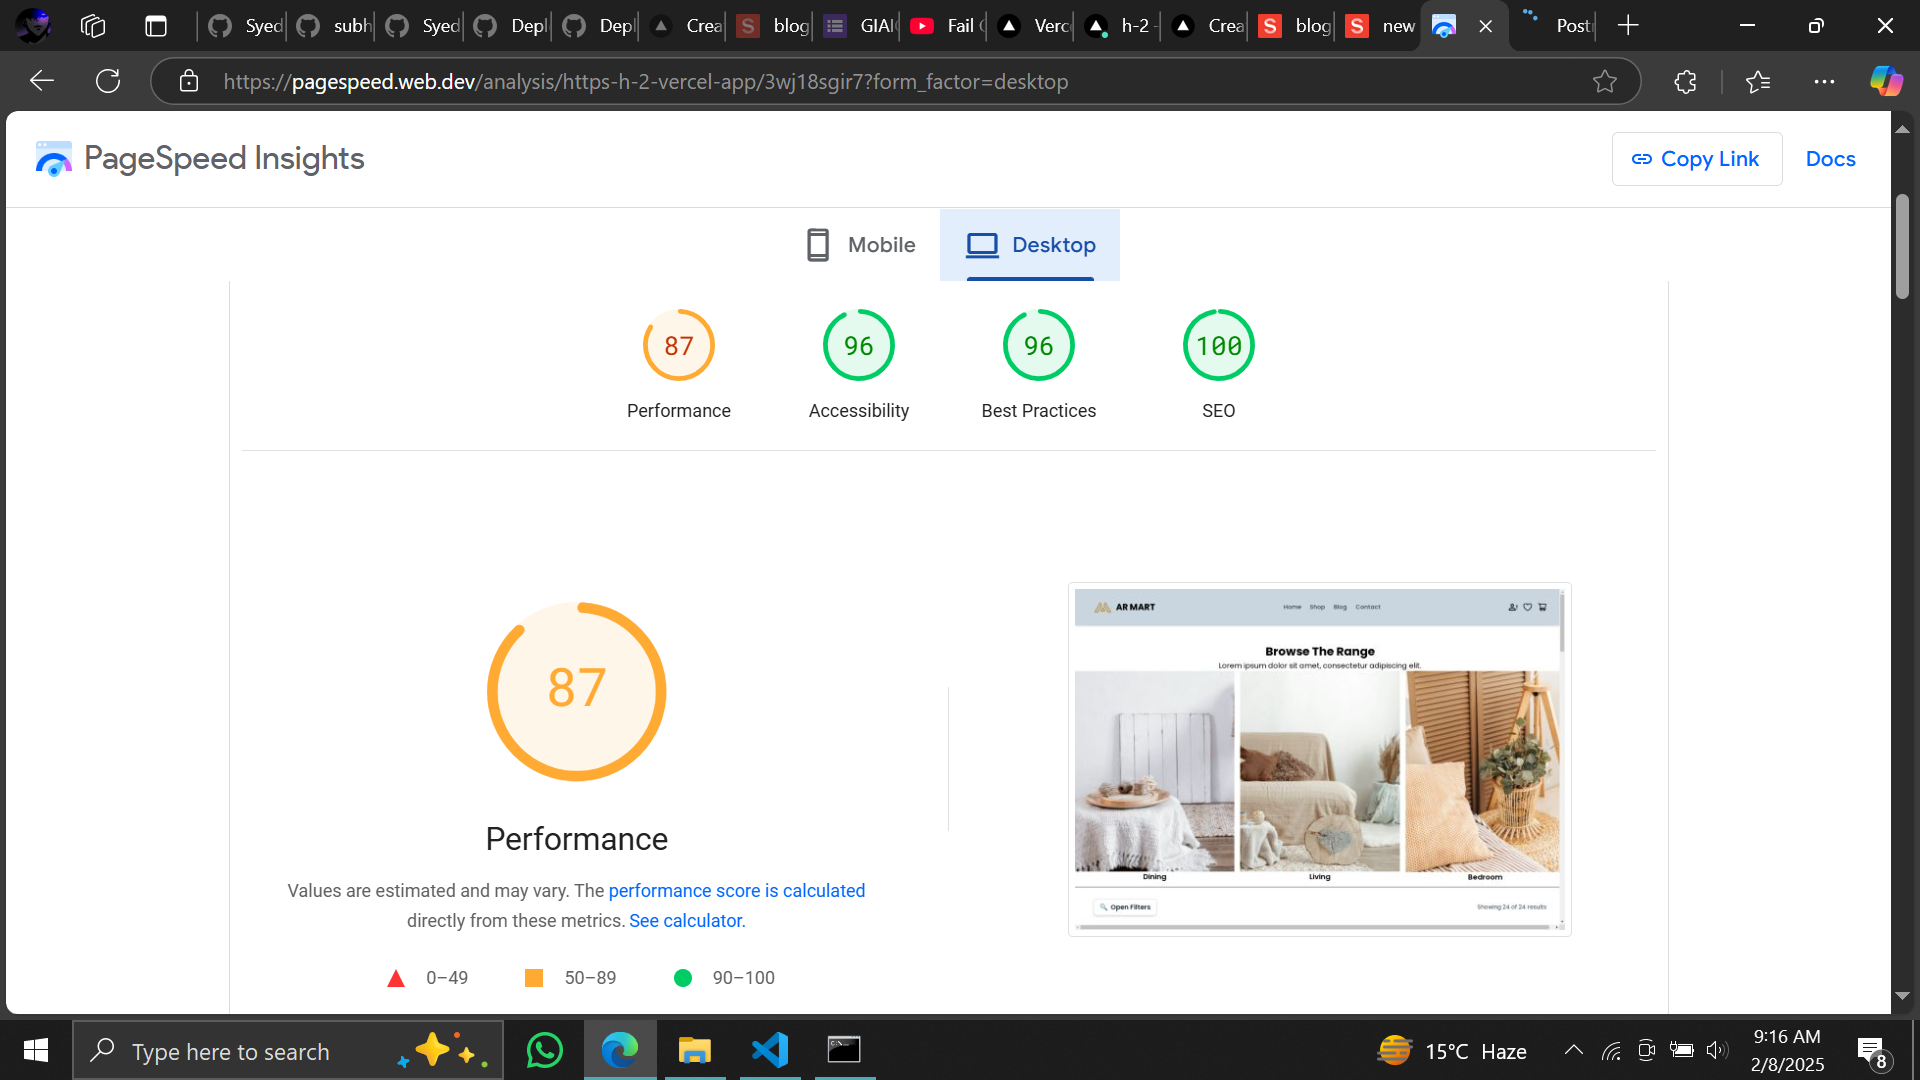 Syed
subh
Syed
Depl
Depl
Crea
blog
GIAI
Fail
Verc
h-2 -
Crea
blog
new
Post
https://pagespeed.web.dev/analysis/https-h-2-vercel-app/3wj18sgir7?form_factor=desktop
PageSpeed Insights
Copy Link
Docs
Mobile
Desktop
87
96
96
100
Performance
Accessibility
Best Practices
SEO
87
Performance
Values are estimated and may vary. The performance score is calculated
directly from these metrics. See calculator.
0–49
50–89
90–100
AR MART
Home Shop Blog Contact
Browse The Range
Lorem ipsum dolor sit amet, consectetur adipiscing elit.
Dining
Living
Bedroom
Open Filters
Showing 24 of 24 results
Type here to search
15°C Haze
9:16 AM
2/8/2025
8